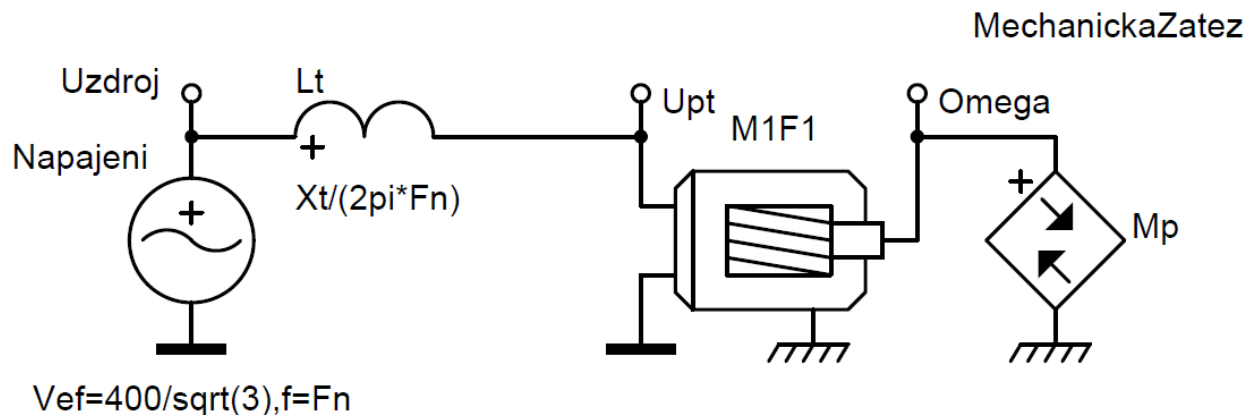 MechanickaZatez
Uzdroj
Lt
Upt
Omega
M1F1
Napajeni
Xt/(2pi*Fn)
Mp
Vef=400/sqrt(3),f=Fn